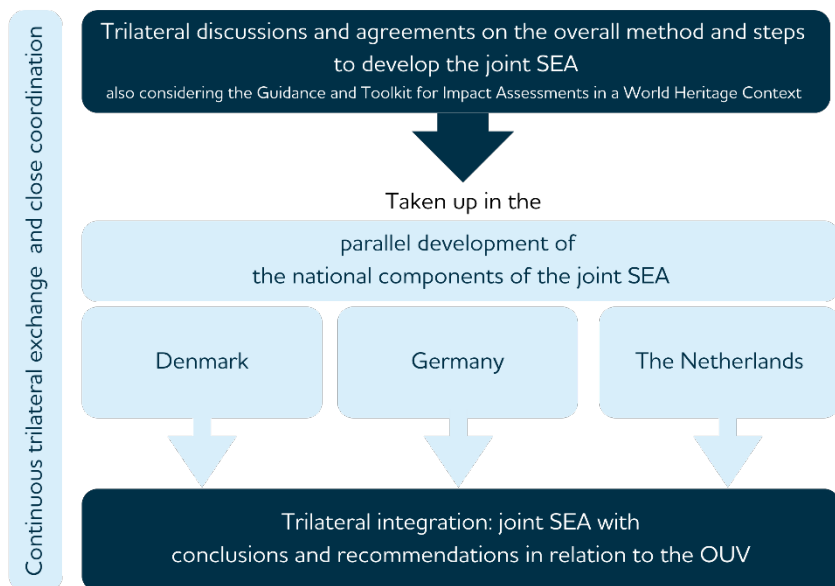 Continuous trilateral exchange and close coordination
Trilateral discussions and agreements on the overall method and steps
to develop the joint SEA
also considering the Guidance and Toolkit for Impact Assessments in a World Heritage Context
Taken up in the
parallel development of
the national components of the joint SEA
Denmark
Germany
The Netherlands
Trilateral integration: joint SEA with
conclusions and recommendations in relation to the OUV